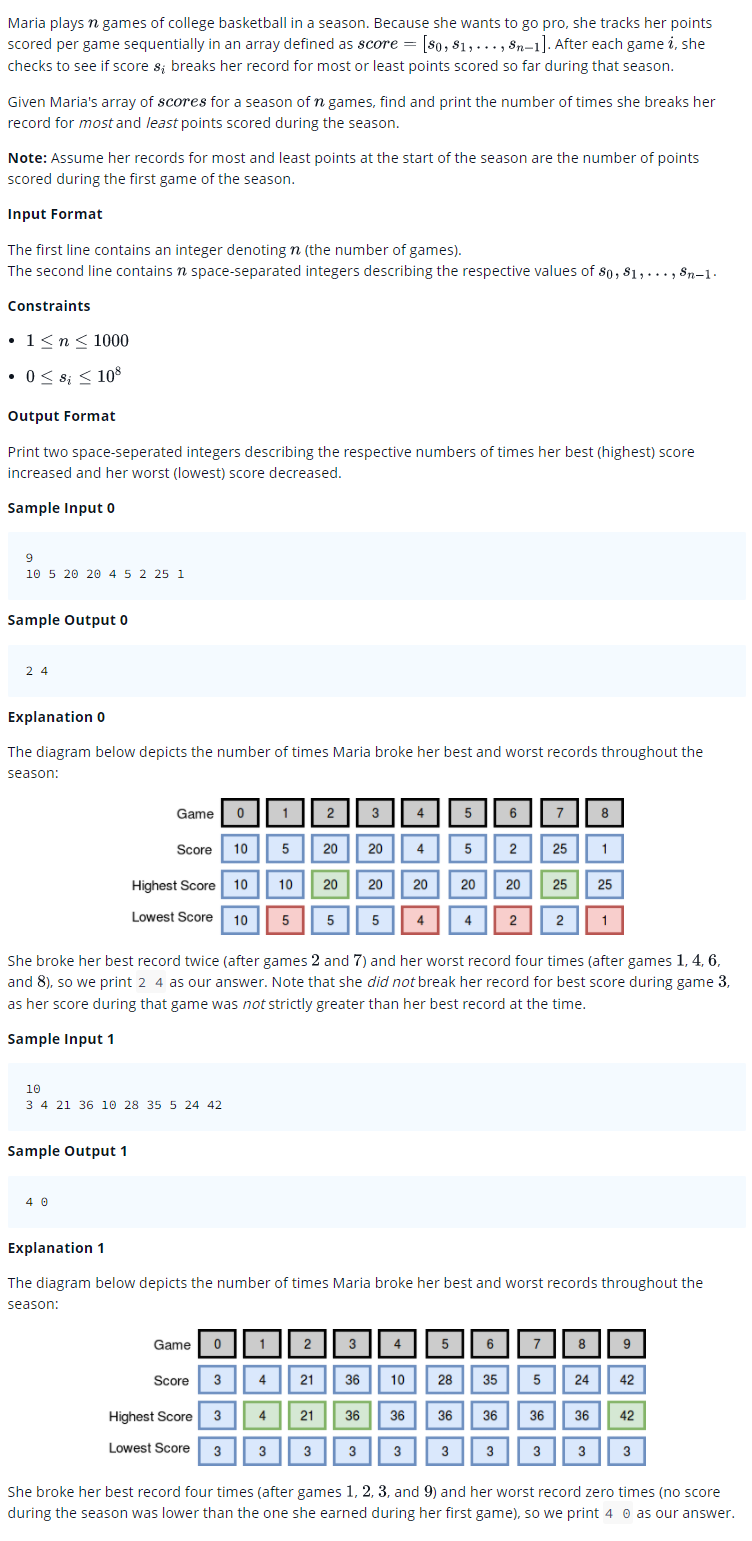 Maria plays n games of college basketball in a season. Because she wants to go pro, she tracks her points
scored per game sequentially in an array defined as score = [s₀, s₁, . . . , sₙ₋₁]. After each game i, she
checks to see if score sᵢ breaks her record for most or least points scored so far during that season.
Given Maria's array of scores for a season of n games, find and print the number of times she breaks her
record for most and least points scored during the season.
Note: Assume her records for most and least points at the start of the season are the number of points
scored during the first game of the season.
Input Format
The first line contains an integer denoting n (the number of games).
The second line contains n space-separated integers describing the respective values of s₀, s₁, . . . , sₙ₋₁.
Constraints
• 1 ≤ n ≤ 1000
• 0 ≤ sᵢ ≤ 10⁸
Output Format
Print two space-seperated integers describing the respective numbers of times her best (highest) score
increased and her worst (lowest) score decreased.
Sample Input 0
9
10 5 20 20 4 5 2 25 1
Sample Output 0
2 4
Explanation 0
The diagram below depicts the number of times Maria broke her best and worst records throughout the
season:
Game 0 1 2 3 4 5 6 7 8
Score 10 5 20 20 4 5 2 25 1
Highest Score 10 10 20 20 20 20 20 25 25
Lowest Score 10 5 5 5 4 4 2 2 1
She broke her best record twice (after games 2 and 7) and her worst record four times (after games 1, 4, 6,
and 8), so we print 2 4 as our answer. Note that she did not break her record for best score during game 3,
as her score during that game was not strictly greater than her best record at the time.
Sample Input 1
10
3 4 21 36 10 28 35 5 24 42
Sample Output 1
4 0
Explanation 1
The diagram below depicts the number of times Maria broke her best and worst records throughout the
season:
Game 0 1 2 3 4 5 6 7 8 9
Score 3 4 21 36 10 28 35 5 24 42
Highest Score 3 4 21 36 36 36 36 36 36 42
Lowest Score 3 3 3 3 3 3 3 3 3 3
She broke her best record four times (after games 1, 2, 3, and 9) and her worst record zero times (no score
during the season was lower than the one she earned during her first game), so we print 4 0 as our answer.